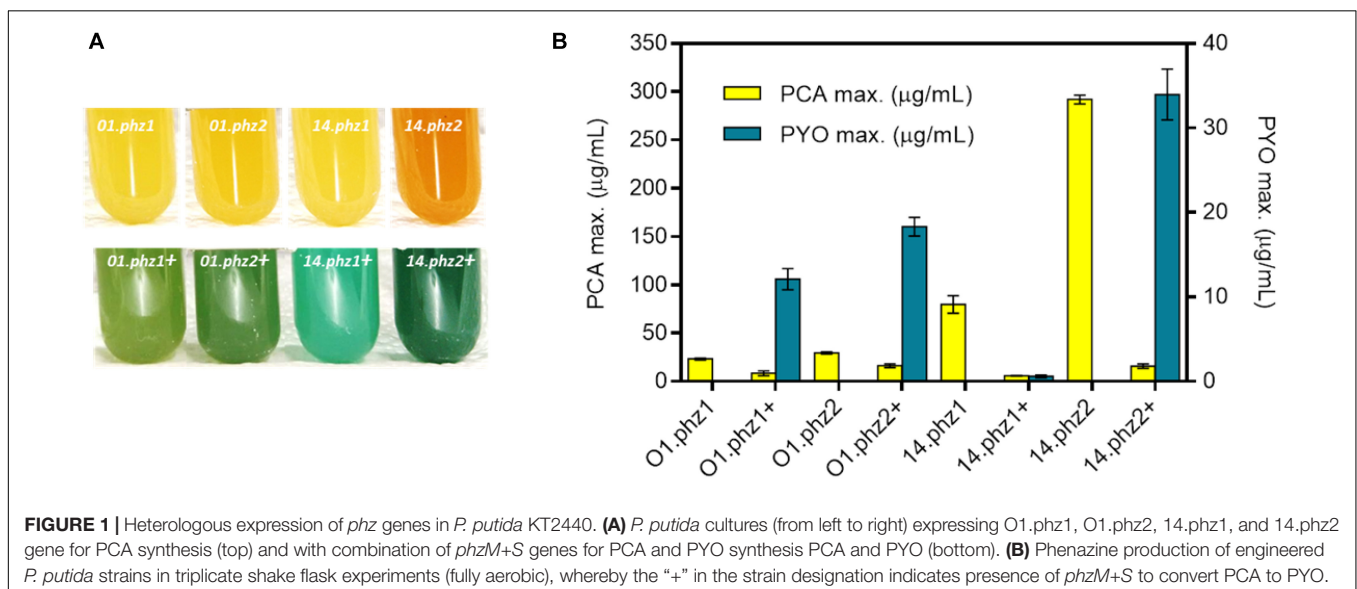 A
01.phz1 01.phz2 14.phz1 14.phz2
01.phz1+ 01.phz2+ 14.phz1+ 14.phz2+
B
350
300
250
200
150
100
50
0
PCA max. (μg/mL)
PCA max. (μg/mL)
PYO max. (μg/mL)
40
30
20
10
0
PYO max. (μg/mL)
O1.phz1 O1.phz1+ O1.phz2 O1.phz2+ 14.phz1 14.phz1+ 14.phz2 14.phz2+
FIGURE 1 | Heterologous expression of phz genes in P. putida KT2440. (A) P. putida cultures (from left to right) expressing O1.phz1, O1.phz2, 14.phz1, and 14.phz2
gene for PCA synthesis (top) and with combination of phzM+S genes for PCA and PYO synthesis PCA and PYO (bottom). (B) Phenazine production of engineered
P. putida strains in triplicate shake flask experiments (fully aerobic), whereby the “+” in the strain designation indicates presence of phzM+S to convert PCA to PYO.